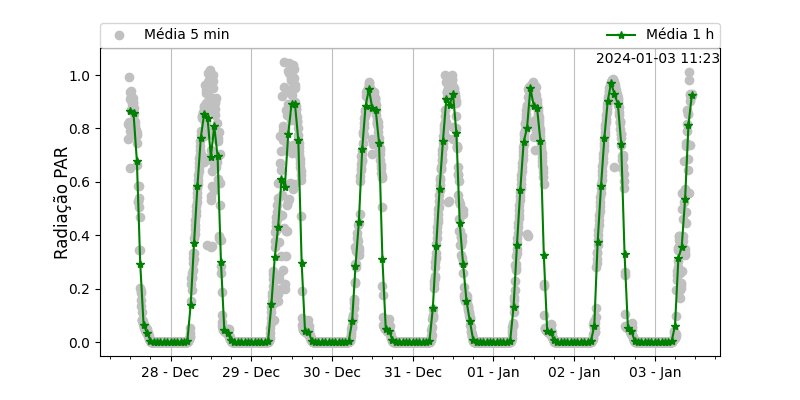 Média 5 min
Média 1 h
2024-01-03 11:23
Radiação PAR
1.0
0.8
0.6
0.4
0.2
0.0
28 - Dec
29 - Dec
30 - Dec
31 - Dec
01 - Jan
02 - Jan
03 - Jan